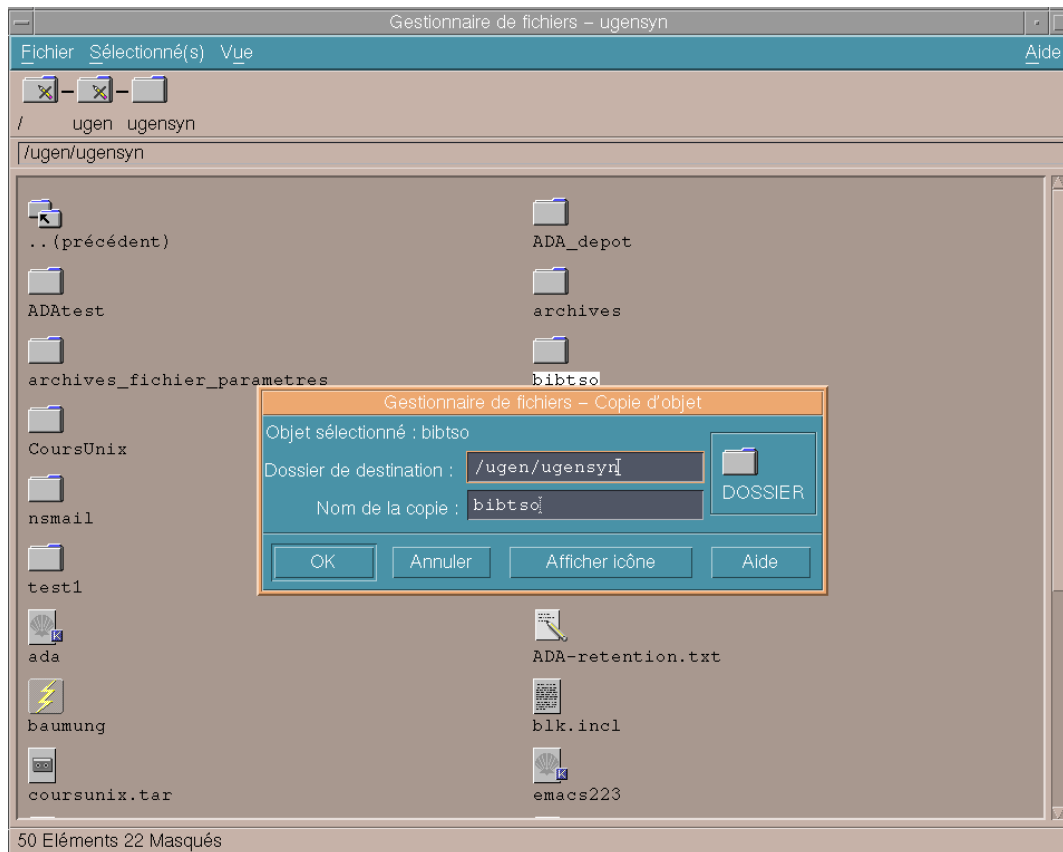 Gestionnaire de fichiers – ugensyn
Fichier Sélectionné(s) Vue Aide
/ ugen ugensyn
/ugen/ugensyn
..(précédent) ADA_depot
ADAtest archives
archives_fichier_parametres bibtso
Gestionnaire de fichiers – Copie d'objet
Objet sélectionné : bibtso
CoursUnix
Dossier de destination : /ugen/ugensyn
DOSSIER
Nom de la copie : bibtso
nsmail
OK Annuler Afficher icône Aide
test1
ada ADA-retention.txt
baumung blk.incl
coursunix.tar emacs223
50 Eléments 22 Masqués